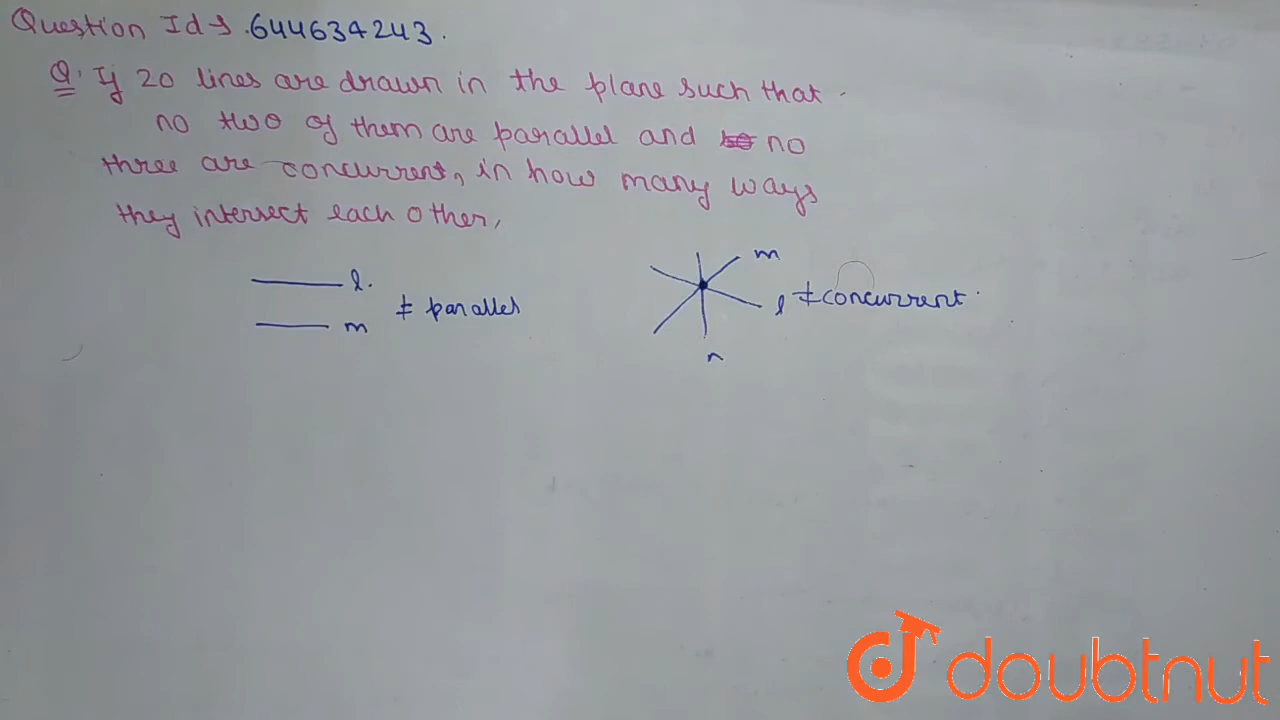 Question Id → .644634243.
Q. If 20 lines are drawn in the plane such that
no two of them are parallel and no
three are concurrent, in how many ways
they intersect each other,
l.
m
≠ parallel
m
l
n
≠ concurrent
doubtnut